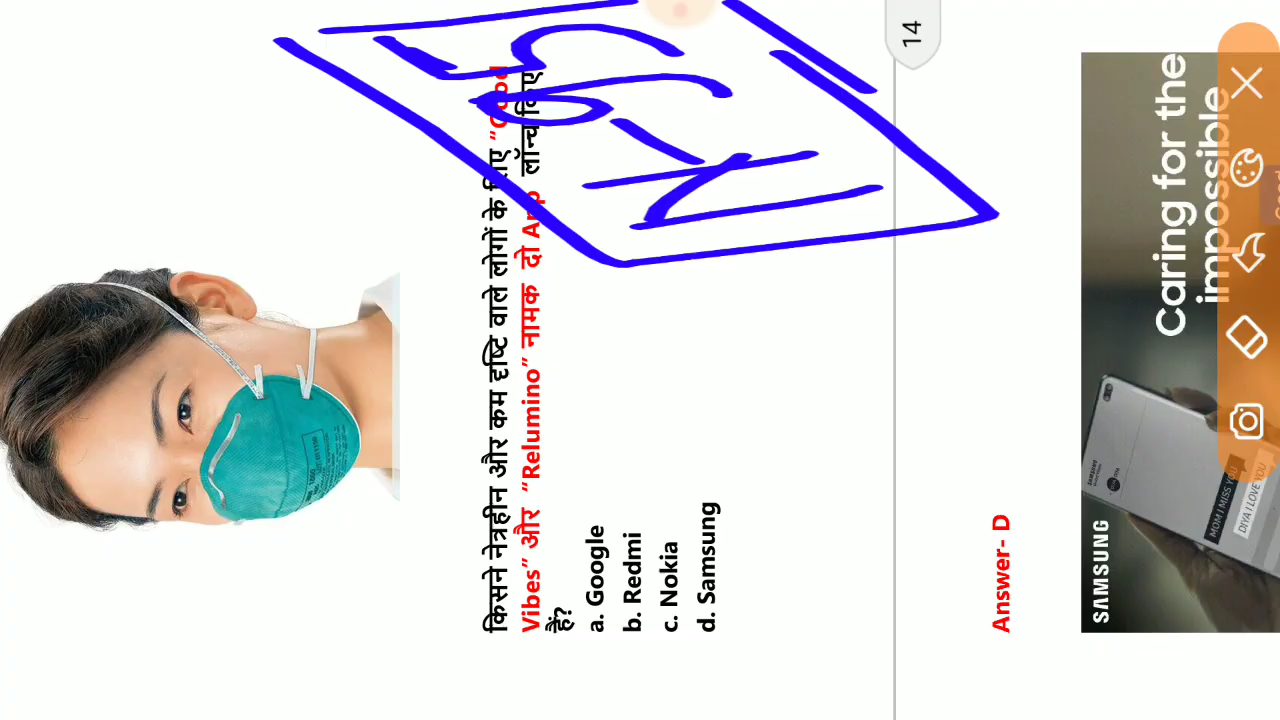 किसने नेत्रहीन और कम दृष्टि वाले लोगों के लिए "Good
Vibes" और "Relumino" नामक दो App लॉन्च किए
हैं?
a. Google
b. Redmi
c. Nokia
d. Samsung
14
Answer- D
Caring for the
impossible
SAMSUNG
MOM I MISS YOU
DIYA I LOVE YOU